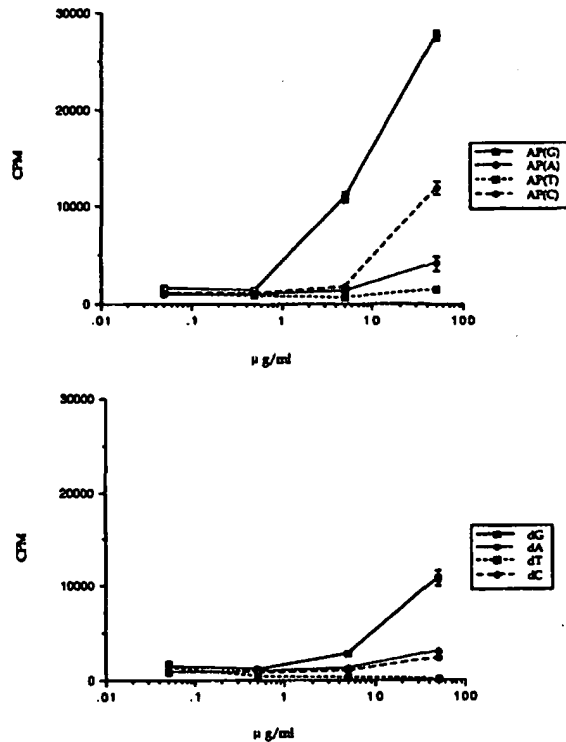 30000
20000
10000
0
CPM
.01 .1 1 10 100
µ g/ml
AP(G)
AP(A)
AP(T)
AP(C)
30000
20000
10000
0
CPM
.01 .1 1 10 100
µ g/ml
dG
dA
dT
dC